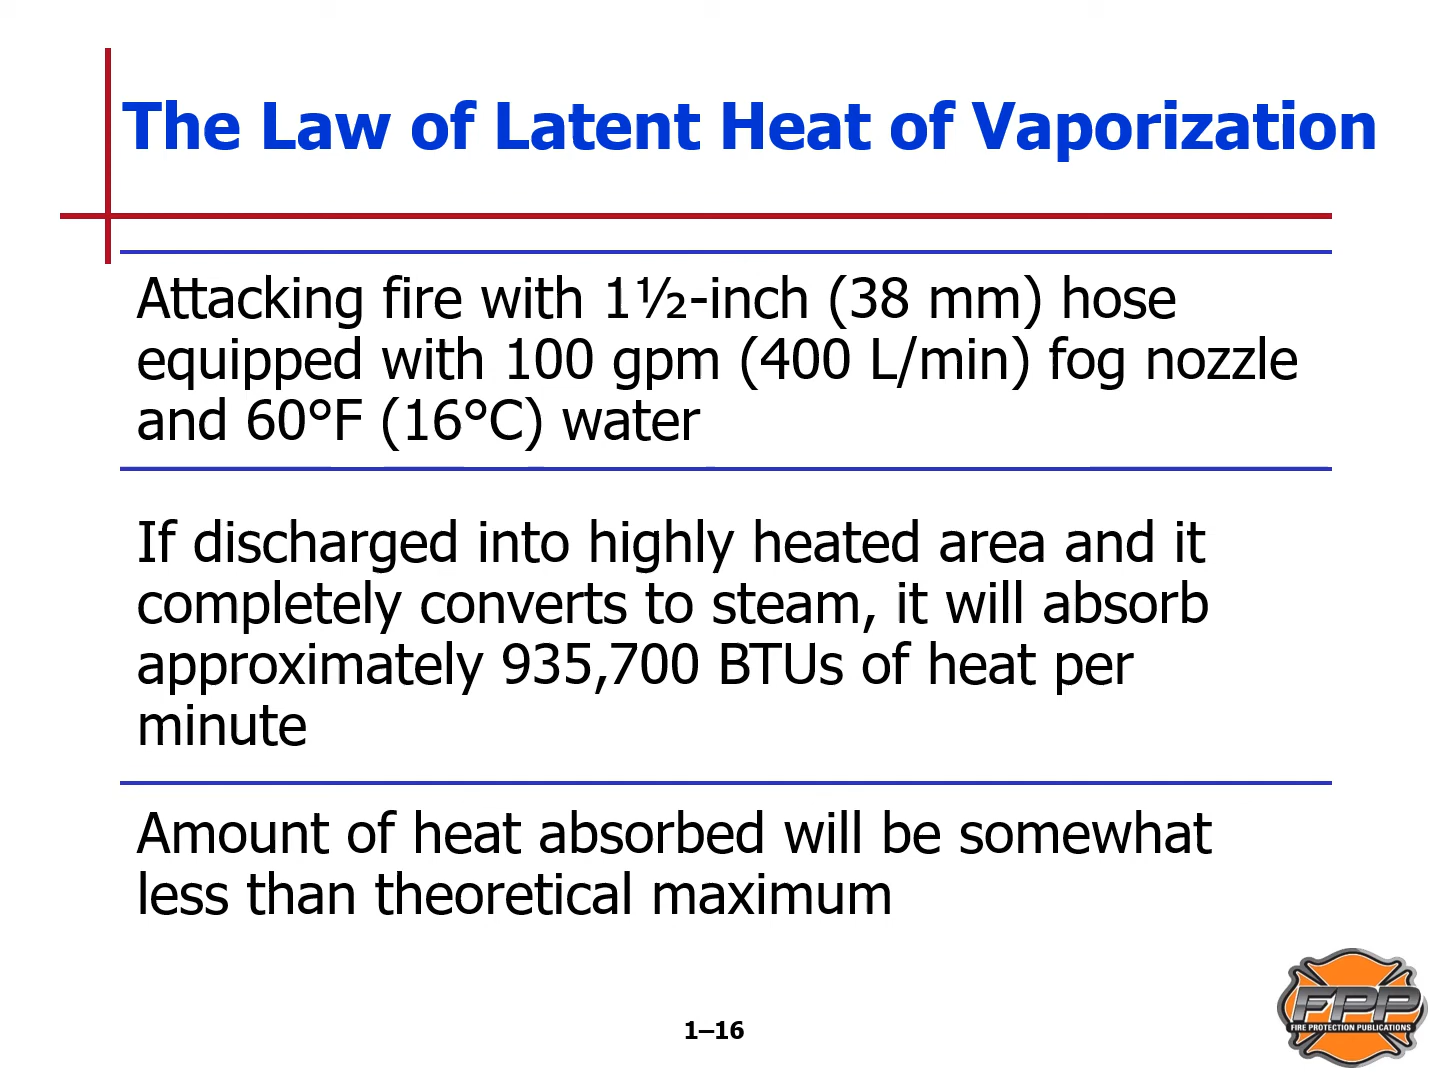 The Law of Latent Heat of Vaporization
Attacking fire with 1½-inch (38 mm) hose
equipped with 100 gpm (400 L/min) fog nozzle
and 60°F (16°C) water
If discharged into highly heated area and it
completely converts to steam, it will absorb
approximately 935,700 BTUs of heat per
minute
Amount of heat absorbed will be somewhat
less than theoretical maximum
1–16
FPP
FIRE PROTECTION PUBLICATIONS